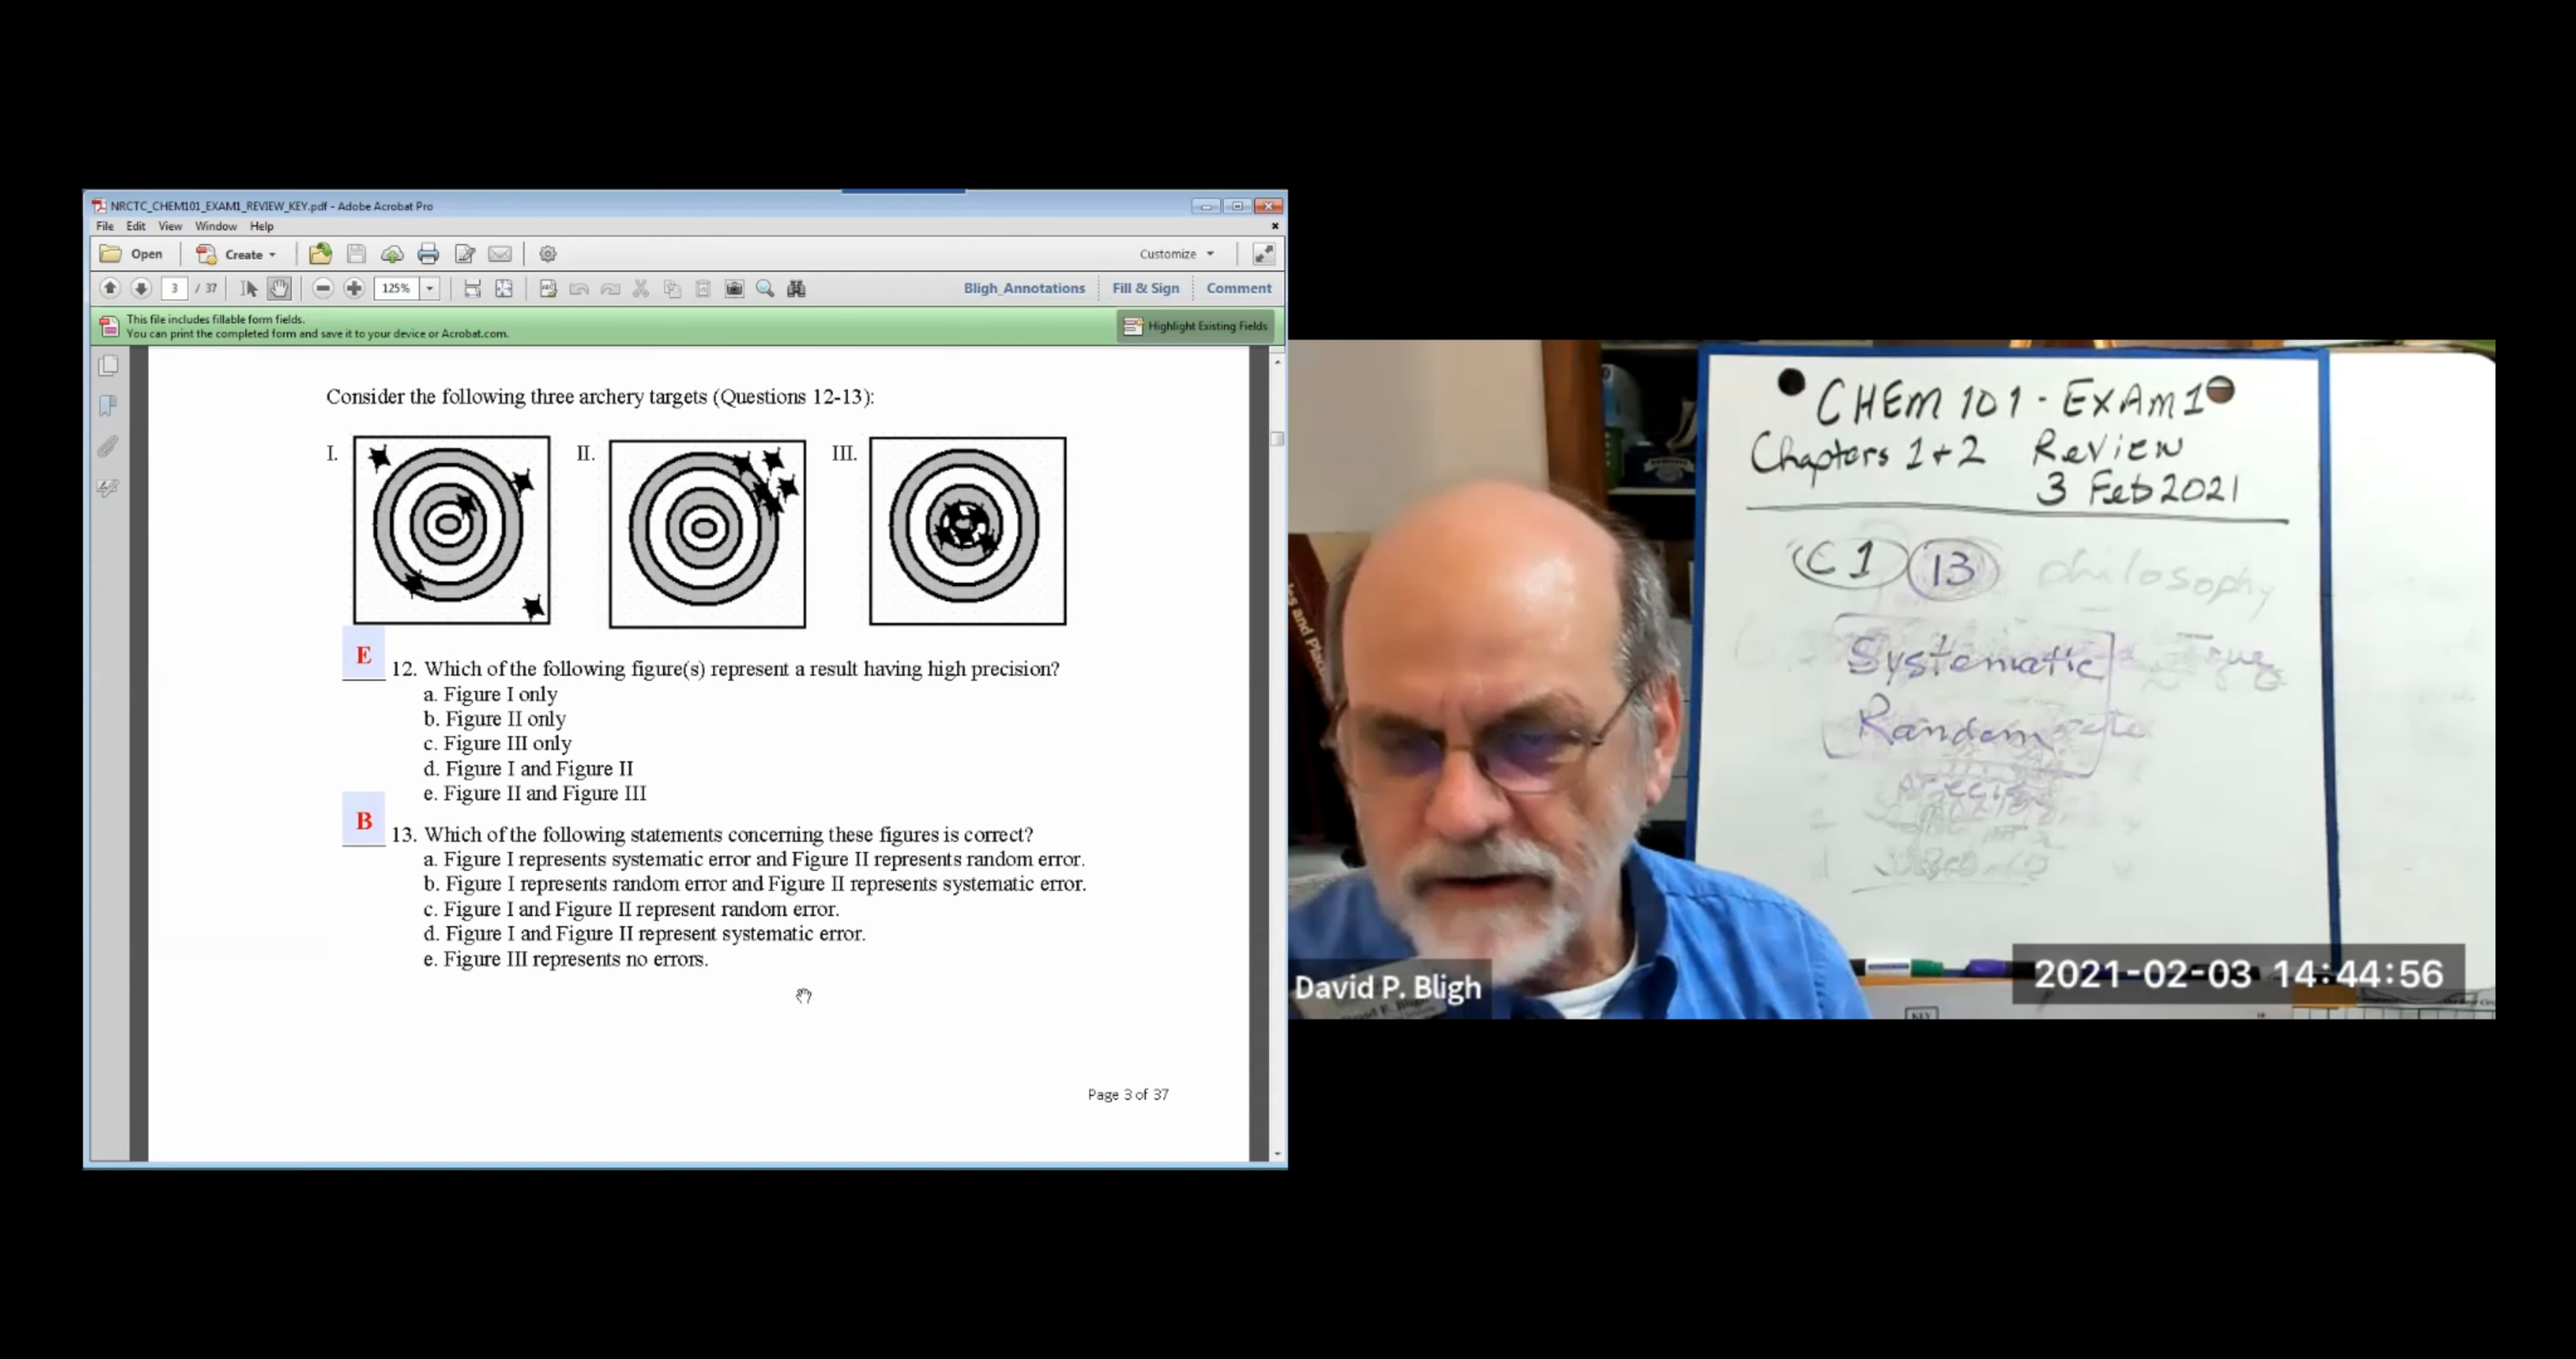 NRCTC_CHEM101_EXAM1_REVIEW_KEY.pdf - Adobe Acrobat Pro
File Edit View Window Help
Open Create Customize
3 / 37 125% Bligh_Annotations Fill & Sign Comment
This file includes fillable form fields.
You can print the completed form and save it to your device or Acrobat.com.
Highlight Existing Fields
Consider the following three archery targets (Questions 12-13):
I. II. III.
E
12. Which of the following figure(s) represent a result having high precision?
a. Figure I only
b. Figure II only
c. Figure III only
d. Figure I and Figure II
e. Figure II and Figure III
B
13. Which of the following statements concerning these figures is correct?
a. Figure I represents systematic error and Figure II represents random error.
b. Figure I represents random error and Figure II represents systematic error.
c. Figure I and Figure II represent random error.
d. Figure I and Figure II represent systematic error.
e. Figure III represents no errors.
Page 3 of 37
CHEM 101 - EXAM 1
Chapters 1 + 2 Review
3 Feb 2021
C1 13 philosophy
Systematic
Random
David P. Bligh
2021-02-03 14:44:56